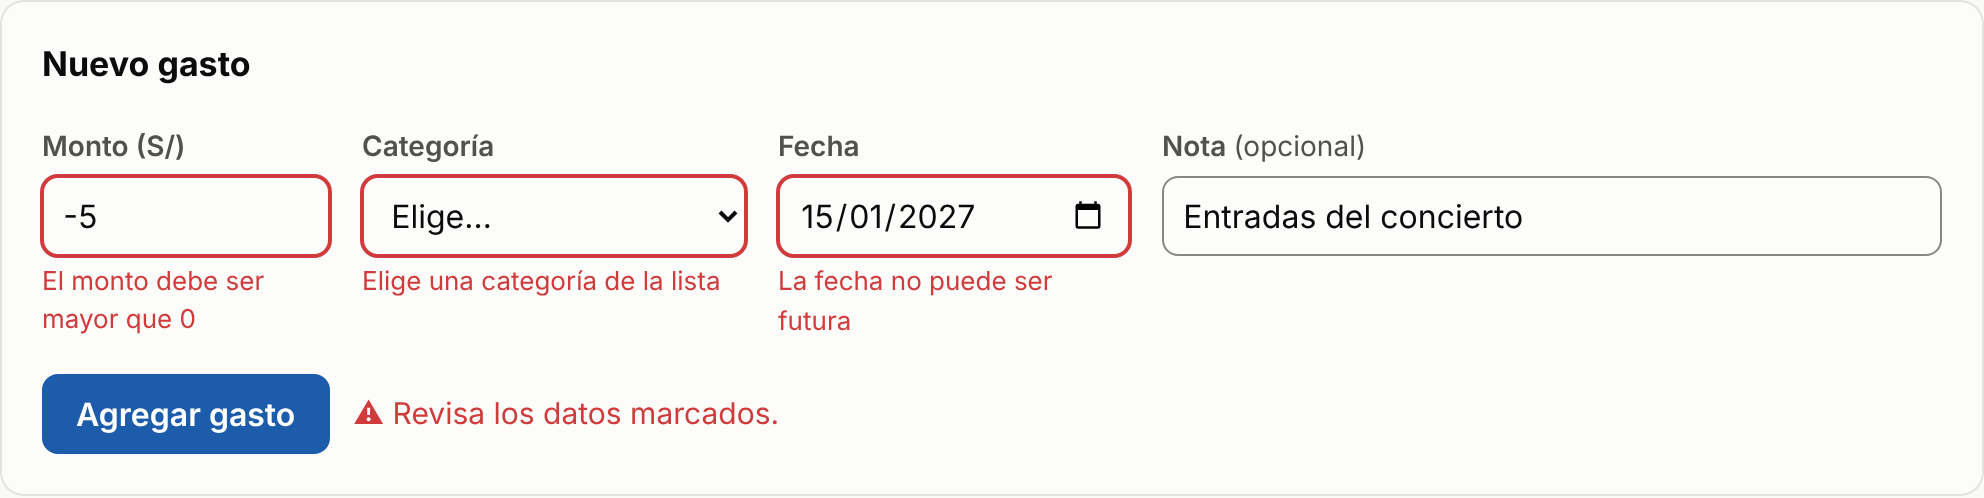 Nuevo gasto
Monto (S/)
Categoría
Fecha
Nota (opcional)
-5
Elige...
15/01/2027
Entradas del concierto
El monto debe ser
mayor que 0
Elige una categoría de la lista
La fecha no puede ser
futura
Agregar gasto
Revisa los datos marcados.